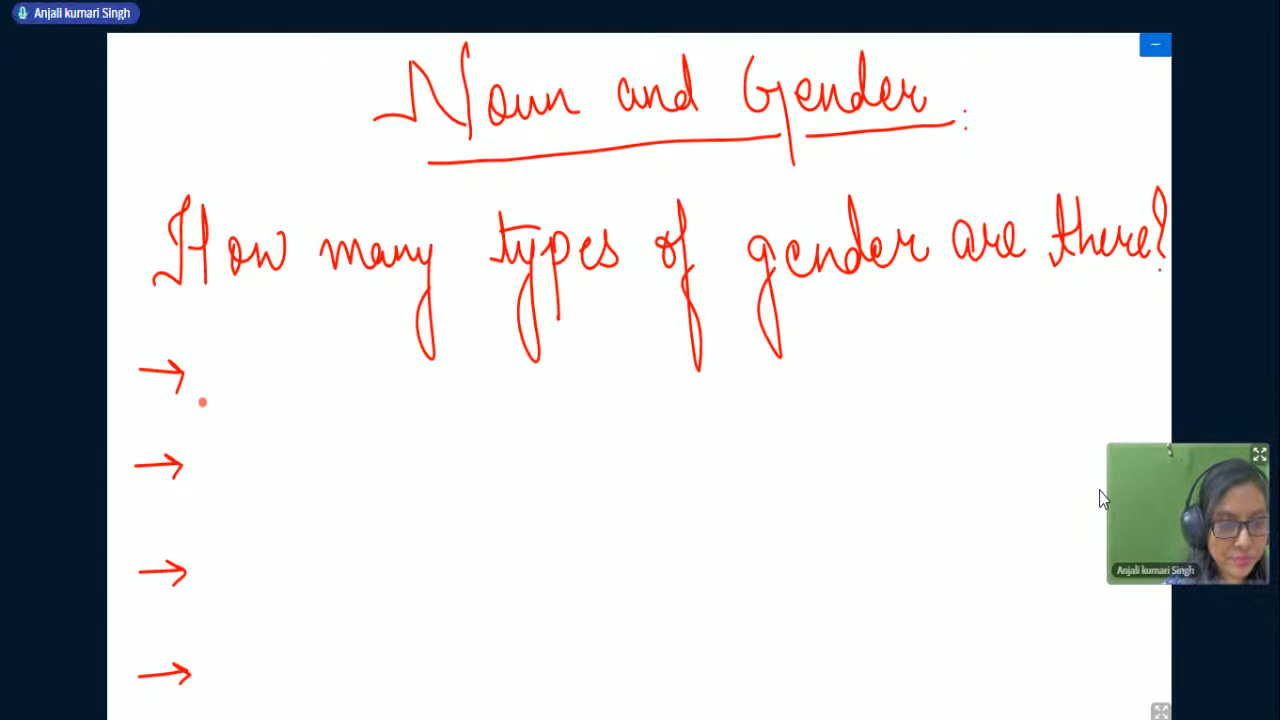 Anjali kumari Singh
Noun and Gender:
How many types of gender are there?
→
→
→
→
Anjali kumari Singh